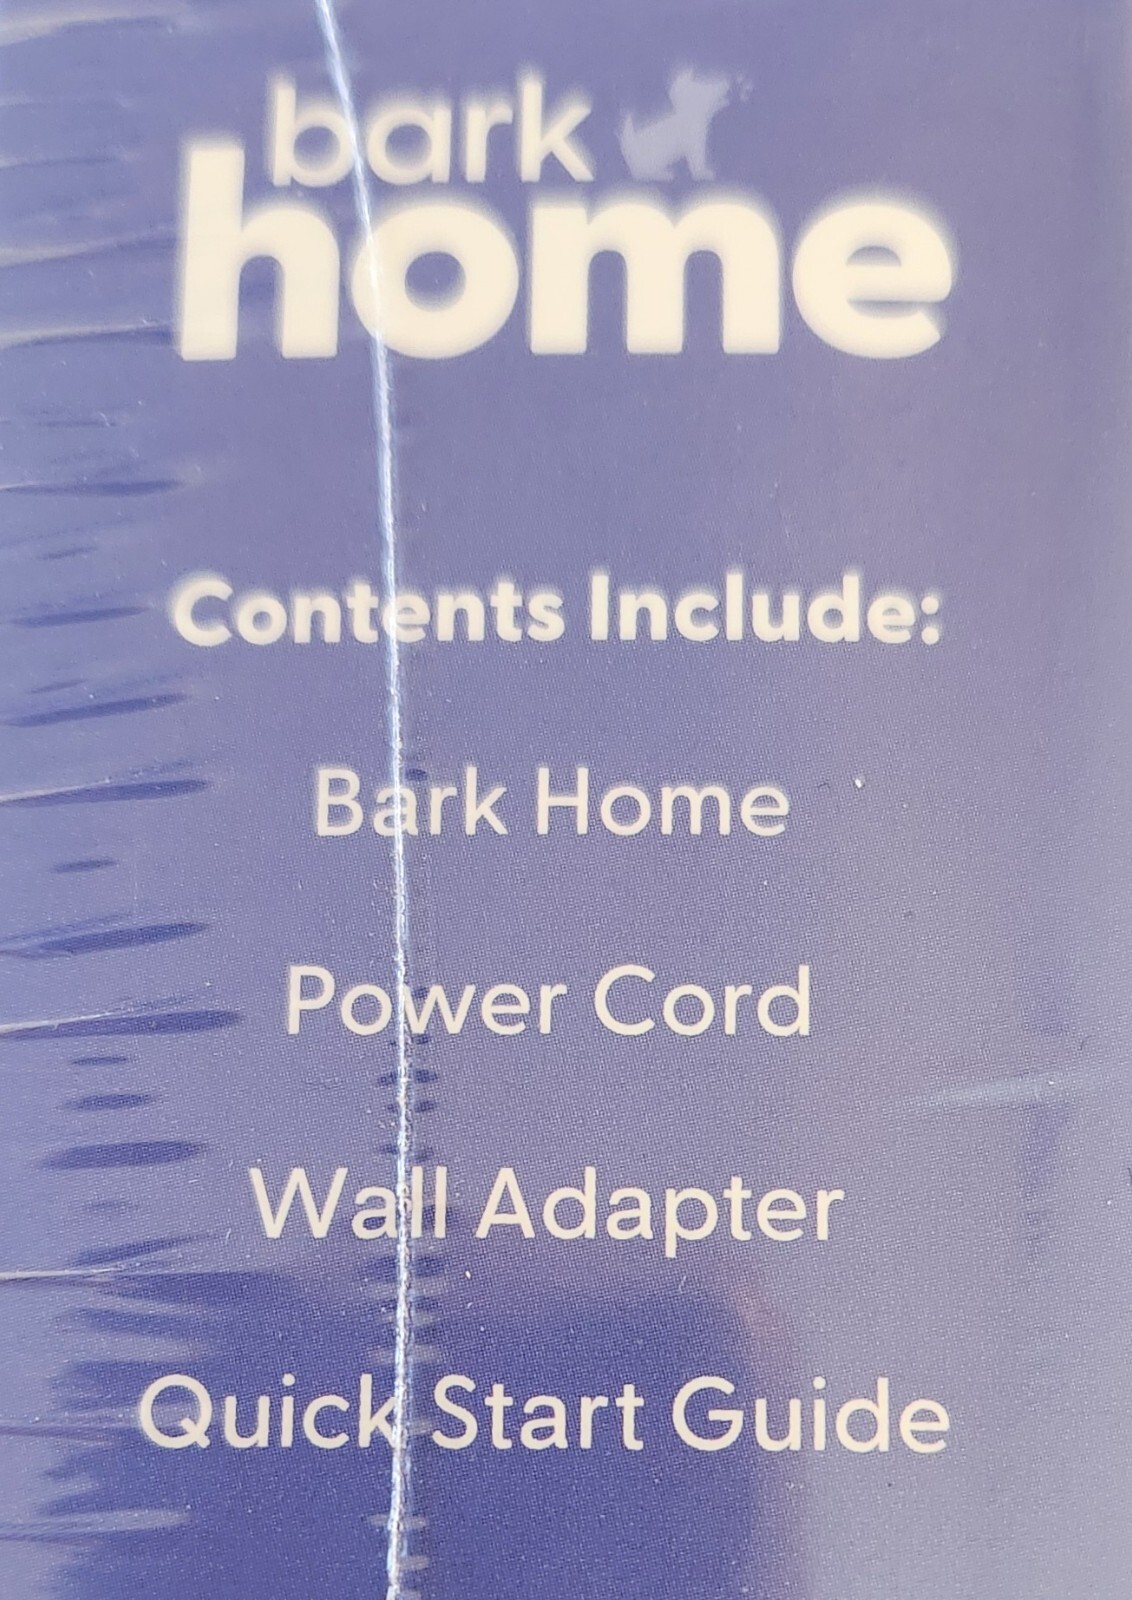 bark
home
Contents Include:
Bark Home
Power Cord
Wall Adapter
Quick Start Guide